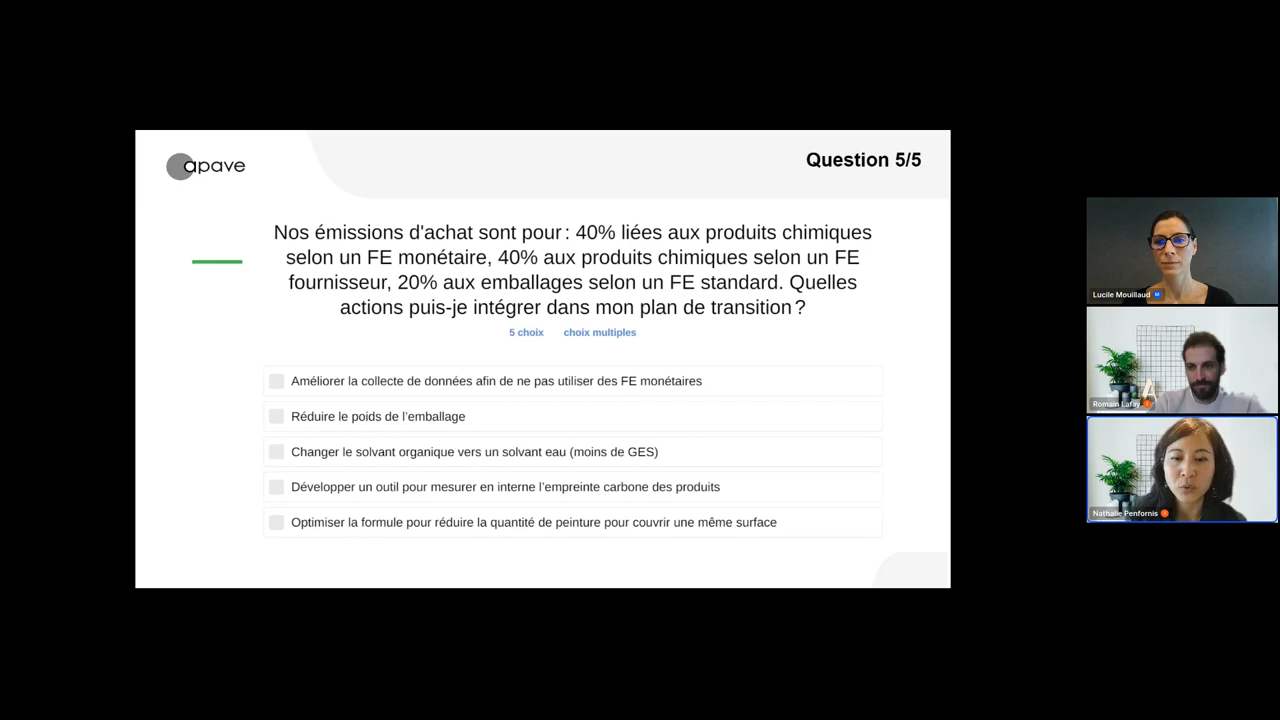 apave
Question 5/5
Nos émissions d'achat sont pour : 40% liées aux produits chimiques
selon un FE monétaire, 40% aux produits chimiques selon un FE
fournisseur, 20% aux emballages selon un FE standard. Quelles
actions puis-je intégrer dans mon plan de transition ?
5 choix choix multiples
Améliorer la collecte de données afin de ne pas utiliser des FE monétaires
Réduire le poids de l'emballage
Changer le solvant organique vers un solvant eau (moins de GES)
Développer un outil pour mesurer en interne l'empreinte carbone des produits
Optimiser la formule pour réduire la quantité de peinture pour couvrir une même surface
Lucile Mouillaud
Romain Lafay
Nathalie Penfornis